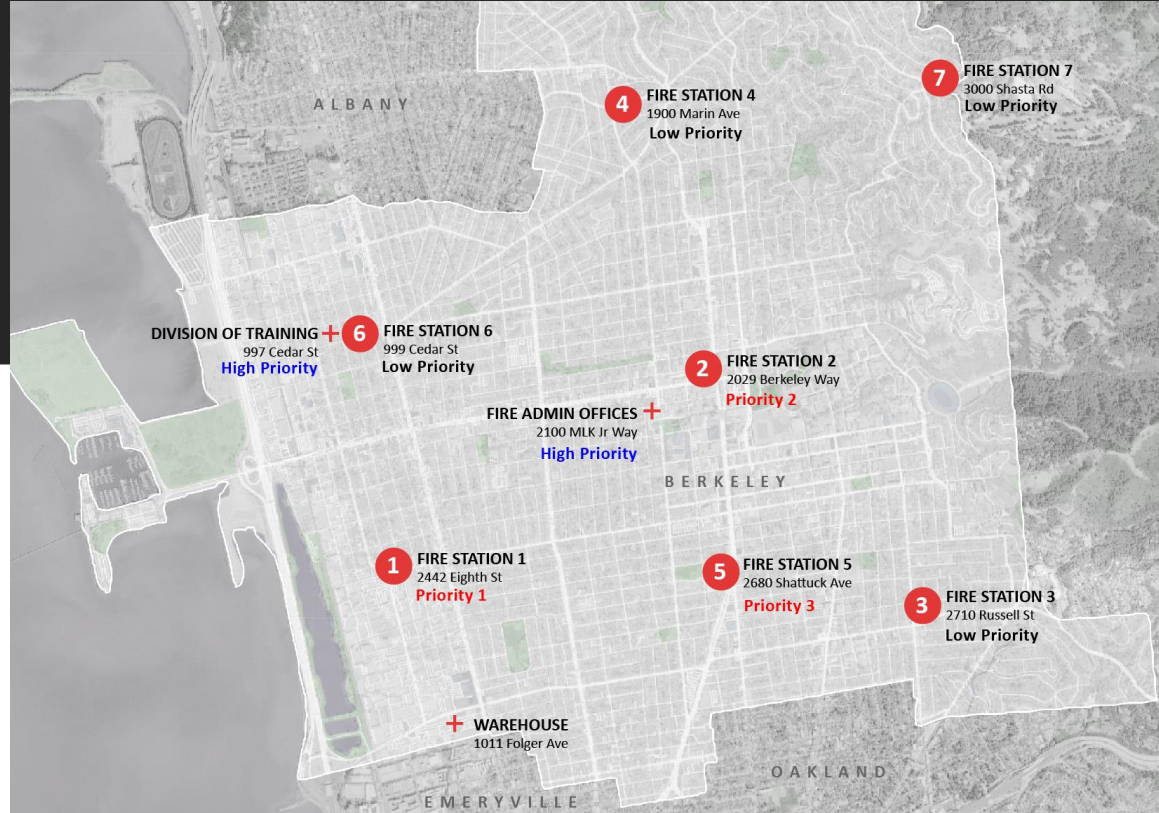 ALBANY
4
FIRE STATION 4
1900 Marin Ave
Low Priority
7
FIRE STATION 7
3000 Shasta Rd
Low Priority
DIVISION OF TRAINING
997 Cedar St
High Priority
6
FIRE STATION 6
999 Cedar St
Low Priority
2
FIRE STATION 2
2029 Berkeley Way
Priority 2
FIRE ADMIN OFFICES
2100 MLK Jr Way
High Priority
BERKELEY
1
FIRE STATION 1
2442 Eighth St
Priority 1
5
FIRE STATION 5
2680 Shattuck Ave
Priority 3
3
FIRE STATION 3
2710 Russell St
Low Priority
WAREHOUSE
1011 Folger Ave
OAKLAND
EMERYVILLE